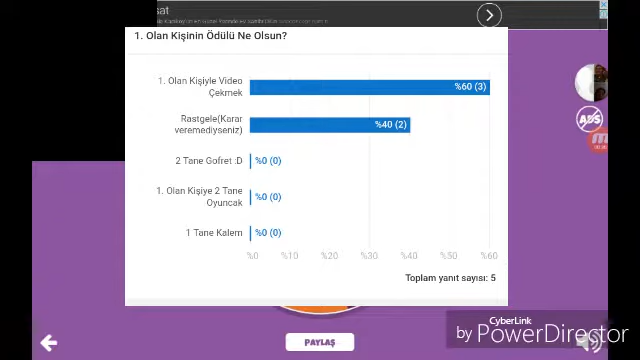 sat
1. Olan Kişinin Ödülü Ne Olsun?
1. Olan Kişiyle Video
Çekmek
%60 (3)
Rastgele(Karar
veremediyseniz)
%40 (2)
2 Tane Gofret :D
%0 (0)
1. Olan Kişiye 2 Tane
Oyuncak
%0 (0)
1 Tane Kalem
%0 (0)
%0 %10 %20 %30 %40 %50 %60
Toplam yanıt sayısı: 5
ADS
PAYLAŞ
CyberLink
by PowerDirector